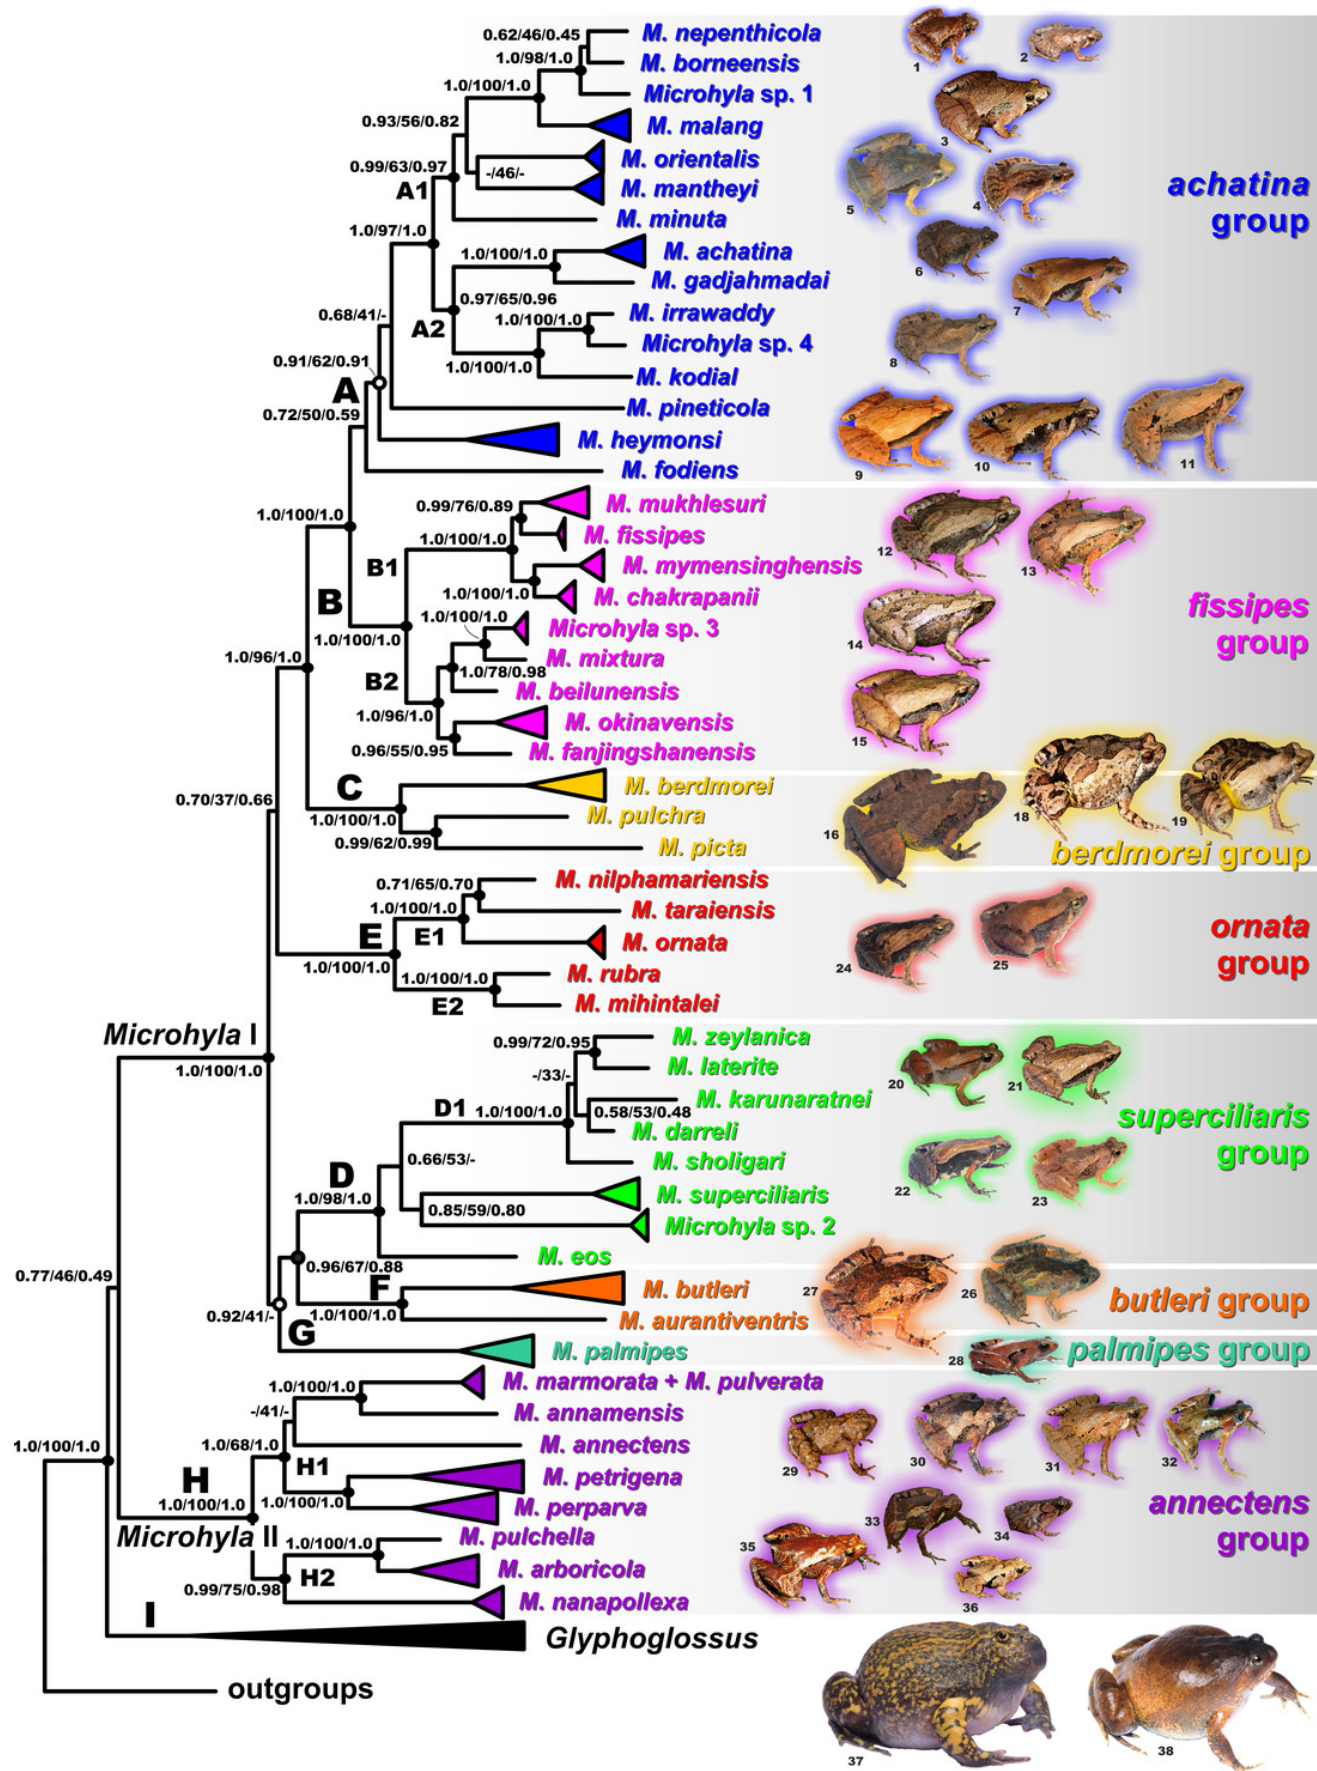 0.62/46/0.45
M. nepenthicola
1
2
1.0/98/1.0
M. borneensis
1.0/100/1.0
Microhyla sp. 1
0.93/56/0.82
M. malang
3
0.99/63/0.97
M. orientalis
-/46/-
A1
M. mantheyi
5
4
achatina
group
M. minuta
1.0/97/1.0
1.0/100/1.0
M. achatina
6
M. gadjahmadai
0.97/65/0.96
7
0.68/41/-
A2
1.0/100/1.0
M. irrawaddy
Microhyla sp. 4
8
0.91/62/0.91
1.0/100/1.0
M. kodial
A
0.72/50/0.59
M. pineticola
M. heymonsi
9
10
11
M. fodiens
0.99/76/0.89
M. mukhlesuri
1.0/100/1.0
1.0/100/1.0
M. fissipes
12
13
B1
M. mymensinghensis
B
1.0/100/1.0
M. chakrapanii
fissipes
group
1.0/100/1.0
1.0/100/1.0
Microhyla sp. 3
14
1.0/96/1.0
M. mixtura
1.0/78/0.98
B2
M. beilunensis
1.0/96/1.0
M. okinavensis
15
0.96/55/0.95
M. fanjingshanensis
C
M. berdmorei
0.70/37/0.66
1.0/100/1.0
M. pulchra
16
18
19
0.99/62/0.99
M. picta
berdmorei group
0.71/65/0.70
M. nilphamariensis
1.0/100/1.0
M. taraiensis
E
E1
M. ornata
ornata
group
24
25
1.0/100/1.0
1.0/100/1.0
M. rubra
E2
M. mihintalei
Microhyla I
1.0/100/1.0
0.99/72/0.95
M. zeylanica
M. laterite
20
21
-/33/-
M. karunaratnei
D1
1.0/100/1.0
0.58/53/0.48
superciliaris
group
M. darreli
0.66/53/-
M. sholigari
22
23
D
1.0/98/1.0
M. superciliaris
0.85/59/0.80
Microhyla sp. 2
M. eos
0.96/67/0.88
0.77/46/0.49
F
M. butleri
27
26
butleri group
0.92/41/-
1.0/100/1.0
M. aurantiventris
G
M. palmipes
28
palmipes group
1.0/100/1.0
M. marmorata + M. pulverata
-/41/-
M. annamensis
1.0/100/1.0
1.0/68/1.0
M. annectens
29
30
31
32
H
H1
M. petrigena
1.0/100/1.0
1.0/100/1.0
M. perparva
annectens
group
33
34
Microhyla II
1.0/100/1.0
M. pulchella
35
H2
M. arboricola
0.99/75/0.98
M. nanapollexa
36
I
Glyphoglossus
outgroups
37
38